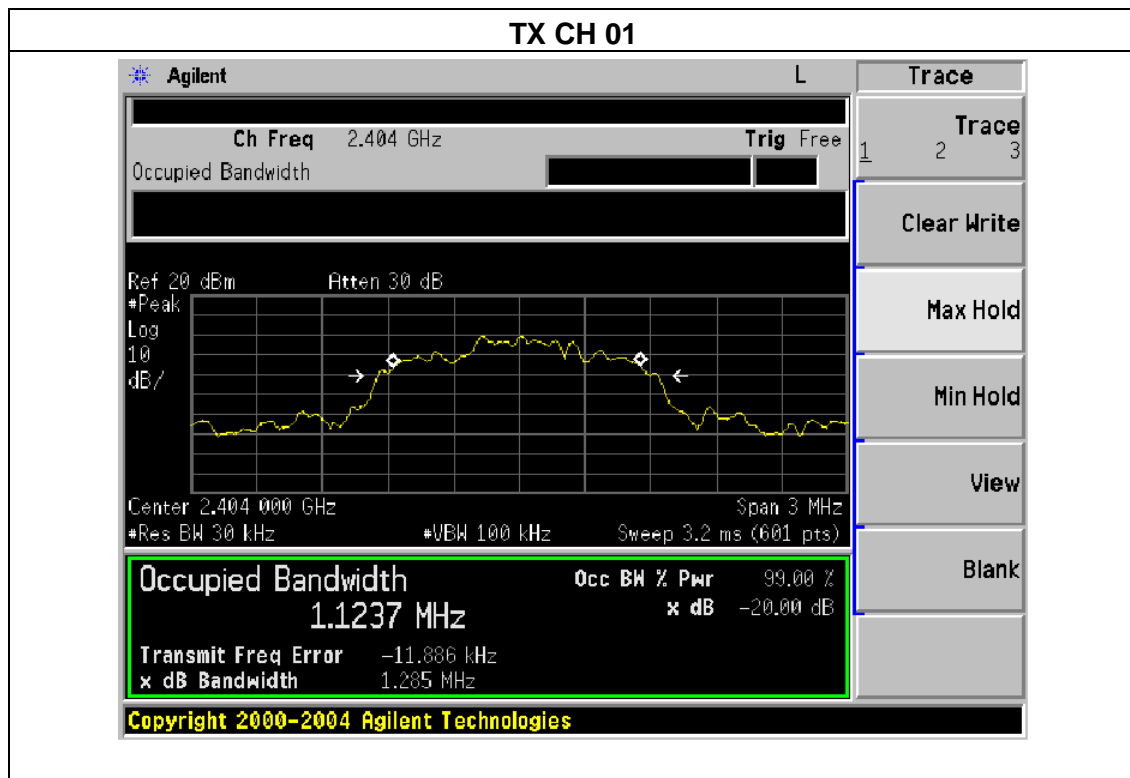 TX CH 01
Agilent L Trace
Ch Freq 2.404 GHz Trig Free
Occupied Bandwidth
Trace
1 2 3
Clear Write
Max Hold
Min Hold
View
Blank
Ref 20 dBm Atten 30 dB
#Peak
Log
10
dB/
Center 2.404 000 GHz Span 3 MHz
#Res BW 30 kHz #VBW 100 kHz Sweep 3.2 ms (601 pts)
Occupied Bandwidth Occ BW % Pwr 99.00 %
1.1237 MHz x dB -20.00 dB
Transmit Freq Error -11.886 kHz
x dB Bandwidth 1.285 MHz
Copyright 2000-2004 Agilent Technologies